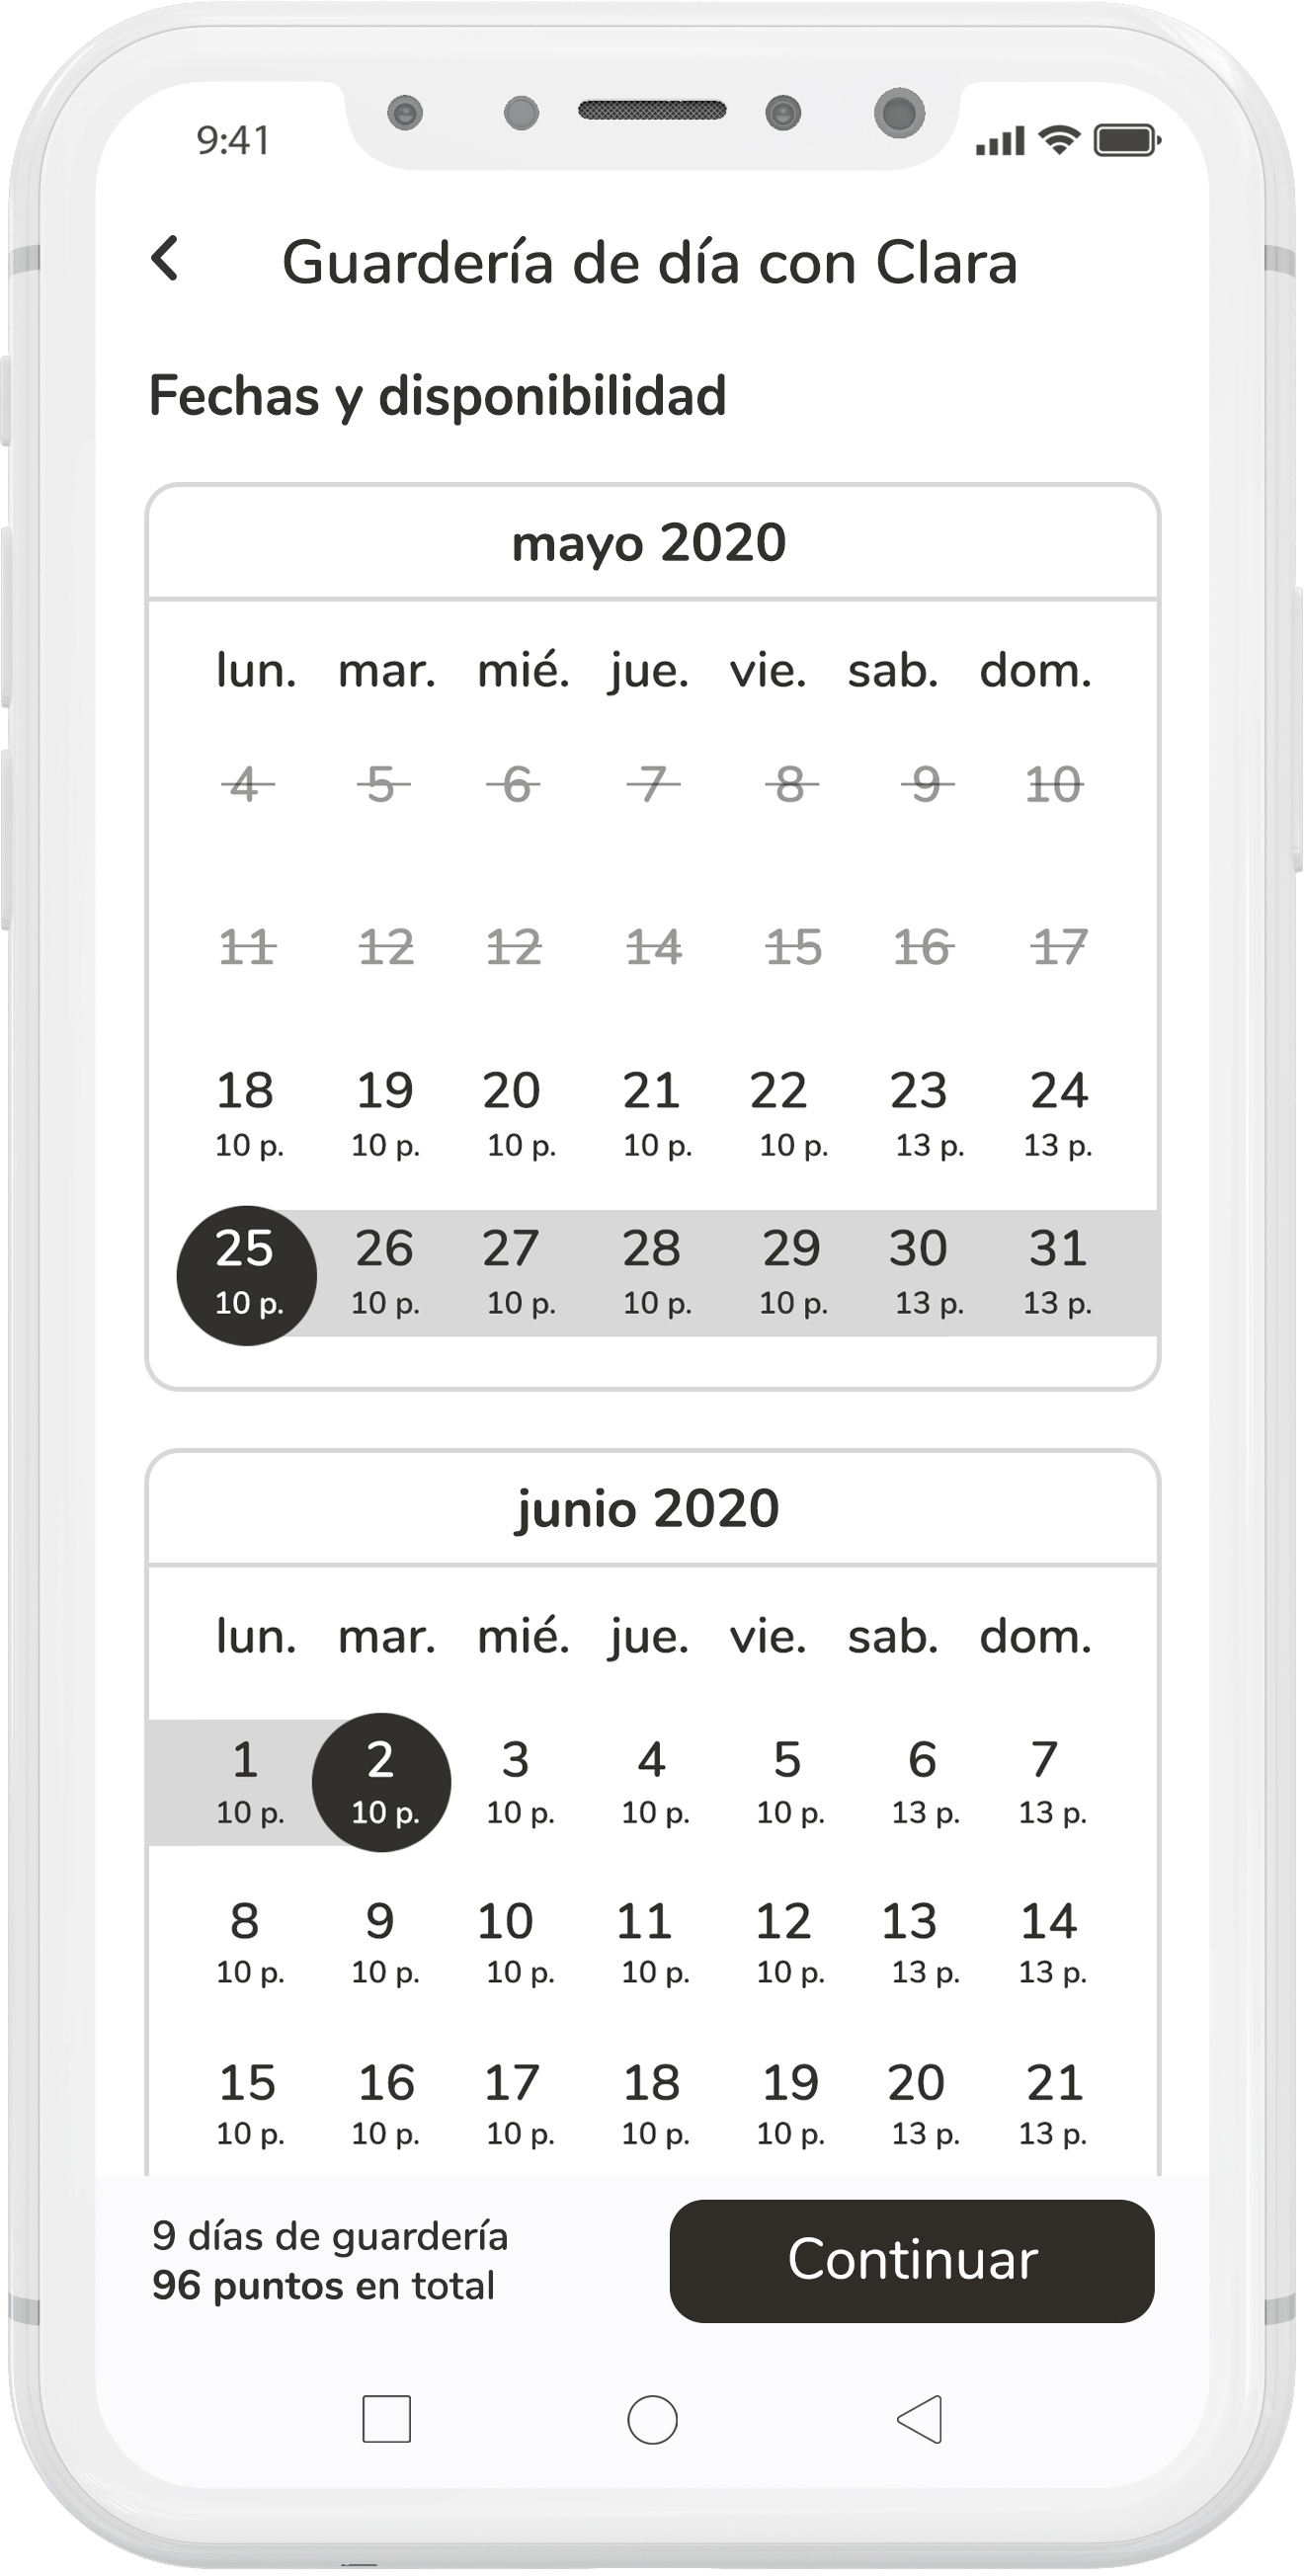 9:41
Guardería de día con Clara
Fechas y disponibilidad
mayo 2020
lun. mar. mié. jue. vie. sab. dom.
4 5 6 7 8 9 10
11 12 12 14 15 16 17
18 19 20 21 22 23 24
10 p. 10 p. 10 p. 10 p. 10 p. 13 p. 13 p.
25 26 27 28 29 30 31
10 p. 10 p. 10 p. 10 p. 10 p. 13 p. 13 p.
junio 2020
lun. mar. mié. jue. vie. sab. dom.
1 2 3 4 5 6 7
10 p. 10 p. 10 p. 10 p. 10 p. 13 p. 13 p.
8 9 10 11 12 13 14
10 p. 10 p. 10 p. 10 p. 10 p. 13 p. 13 p.
15 16 17 18 19 20 21
10 p. 10 p. 10 p. 10 p. 10 p. 13 p. 13 p.
9 días de guardería
96 puntos en total
Continuar